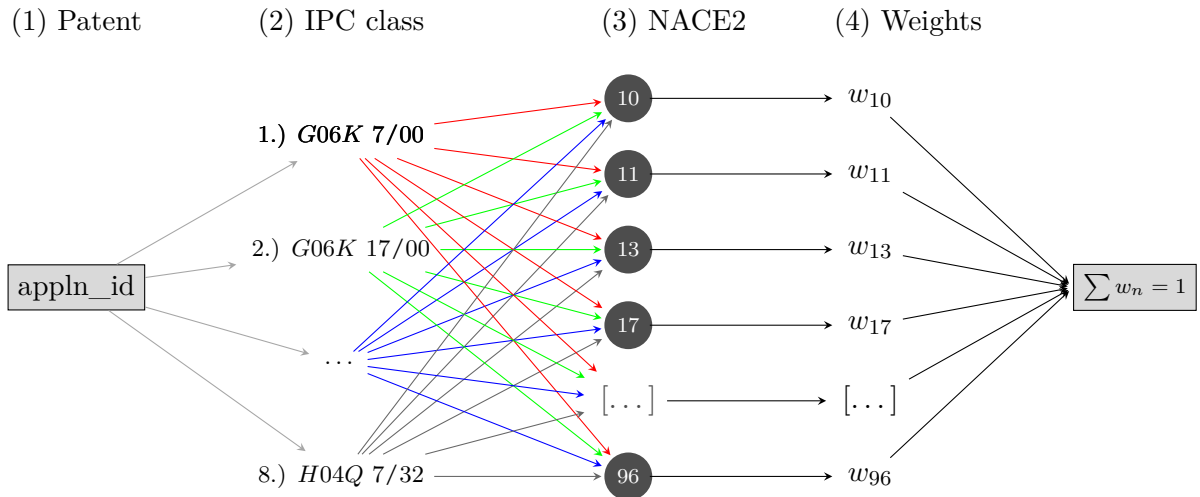 (1) Patent (2) IPC class (3) NACE2 (4) Weights
10 w10
1.) G06K 7/00
11 w11
2.) G06K 17/00 13 w13
appln_id ∑ wn = 1
17 w17
... [...] [...]
8.) H04Q 7/32 96 w96